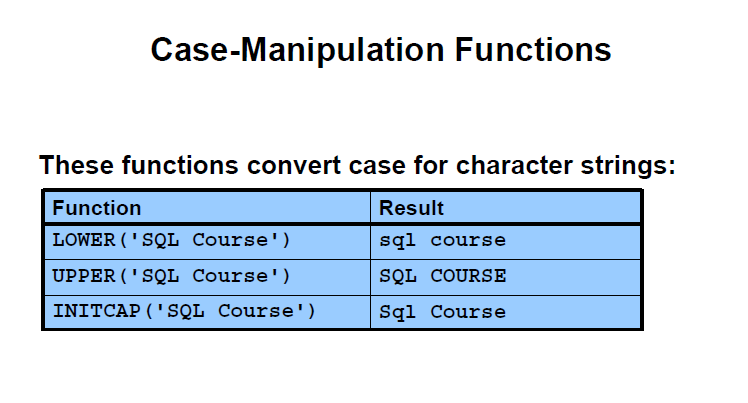 Case-Manipulation Functions
These functions convert case for character strings:
Function Result
LOWER('SQL Course') sql course
UPPER('SQL Course') SQL COURSE
INITCAP('SQL Course') Sql Course